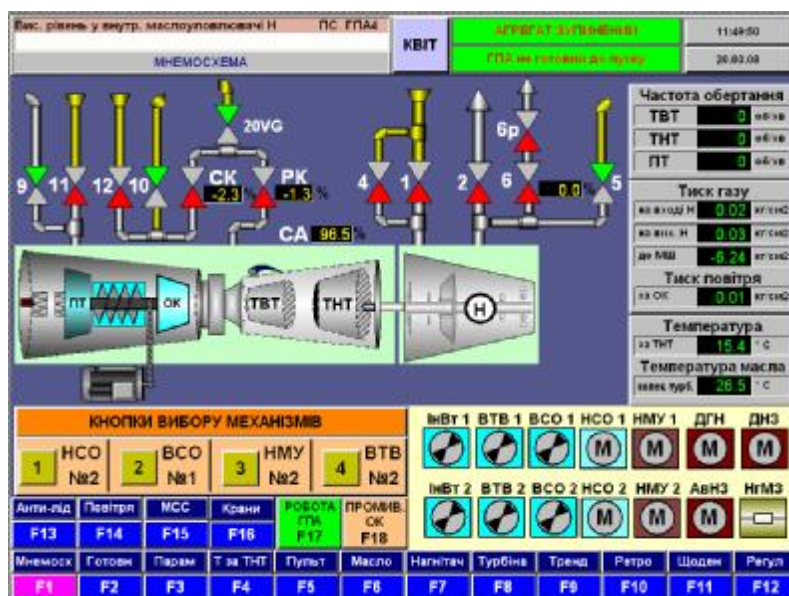 Вис. рівень у внутр. маслоуловлювачі Н ПС ГПА4
КВІТ
АГРЕГАТ ЗУПИНЕНИЙ
11:49:50
МНЕМОСХЕМА
ГПА не готовий до пуску
20.03.08
Частота обертання
ТВТ 0 об/хв
ТНТ 0 об/хв
ПТ 0 об/хв
Тиск газу
на вході Н 0.02 кг/см2
на вих. Н 0.03 кг/см2
до МШ -6.24 кг/см2
Тиск повітря
за ОК 0.01 кг/см2
Температура
за ТНТ 15.4 °C
Температура масла
колек турб. 26.5 °C
20VG
6р
9 11 12 10 СК РК 4 1 2 6 5
-2.3 % -1.3 % 0.0 %
СА 96.5 %
ПТ ОК ТВТ ТНТ Н
КНОПКИ ВИБОРУ МЕХАНІЗМІВ
1 НСО №2
2 ВСО №1
3 НМУ №2
4 ВТВ №2
ІнВт 1 ВТВ 1 ВСО 1 НСО 1 НМУ 1 ДГН ДНЗ
М М М М
ІнВт 2 ВТВ 2 ВСО 2 НСО 2 НМУ 2 АвНЗ НгМЗ
М М М
Анти-лід Повітря МСС Крани РОБОТА ГПА ПРОМИВ. ОК
F13 F14 F15 F16 F17 F18
Мнемосх Готовн Парам Т за ТНТ Пульт Масло Нагнітач Турбіна Тренд Ретро Щоден Регул
F1 F2 F3 F4 F5 F6 F7 F8 F9 F10 F11 F12